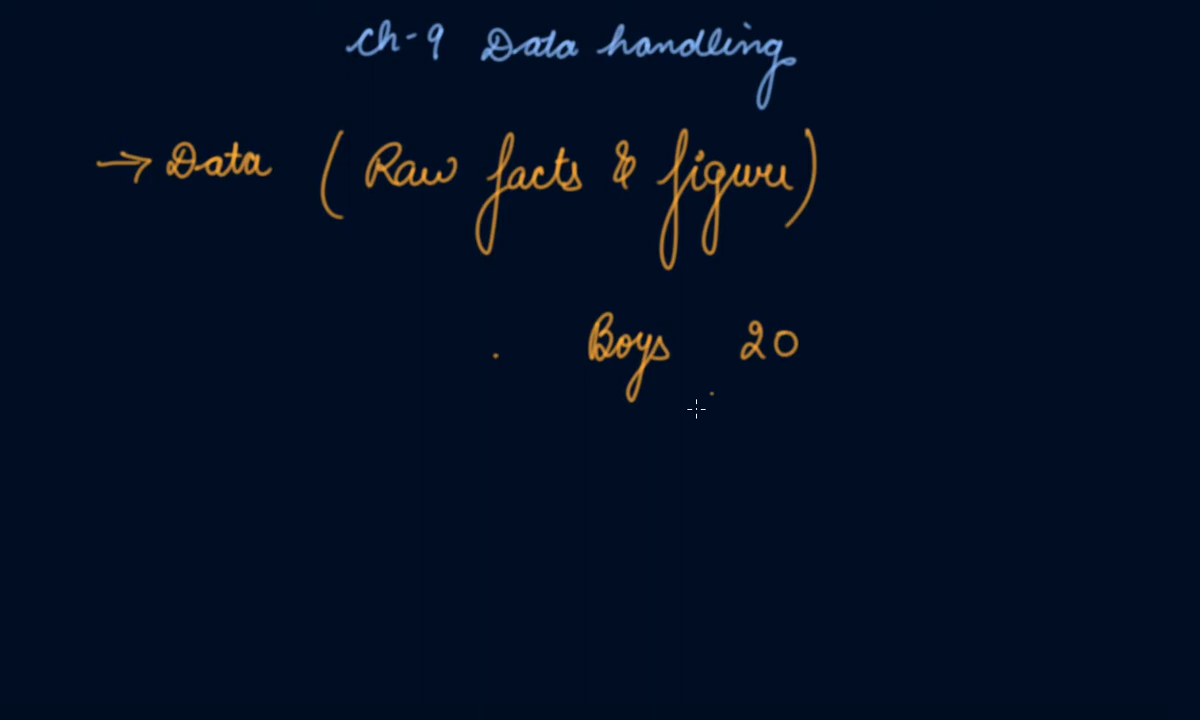 Ch-9 Data handling
→ Data (Raw facts & figure)
. Boys 20